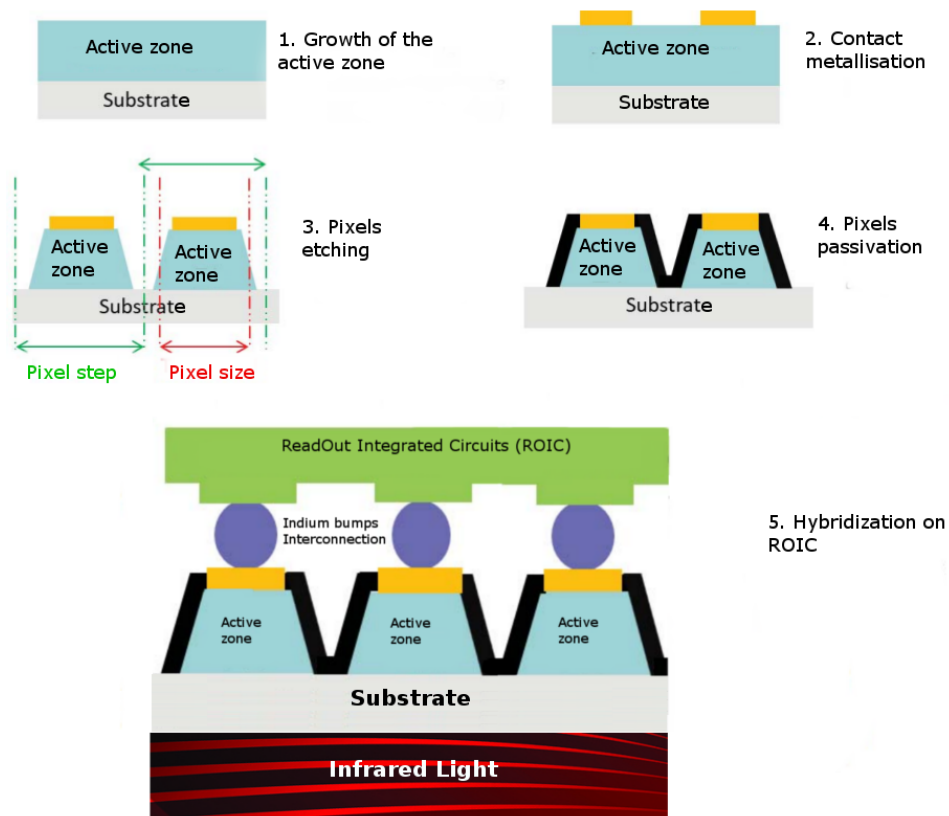 Active zone
Substrate
1. Growth of the
active zone
Active zone
Substrate
2. Contact
metallisation
Active
zone
Active
zone
Substrate
Pixel step
Pixel size
3. Pixels
etching
Active
zone
Active
zone
Substrate
4. Pixels
passivation
ReadOut Integrated Circuits (ROIC)
Indium bumps
Interconnection
Active
zone
Active
zone
Active
zone
Substrate
Infrared Light
5. Hybridization on
ROIC